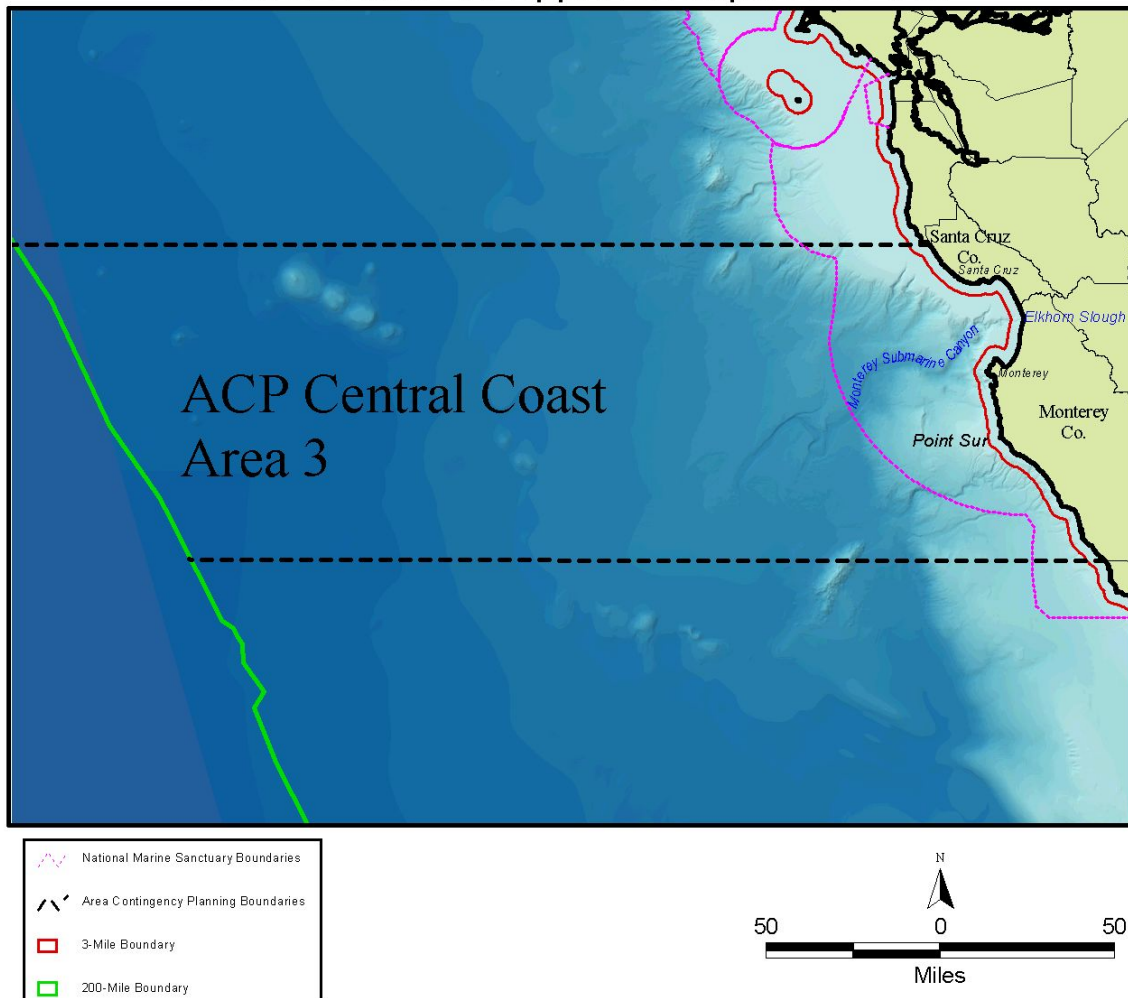 Santa Cruz
Co.
Santa Cruz
Elkhorn Slough
Monterey Submarine Canyon
Monterey
ACP Central Coast
Area 3
Monterey
Co.
Point Sur
National Marine Sanctuary Boundaries
Area Contingency Planning Boundaries
3-Mile Boundary
200-Mile Boundary
N
50 0 50
Miles